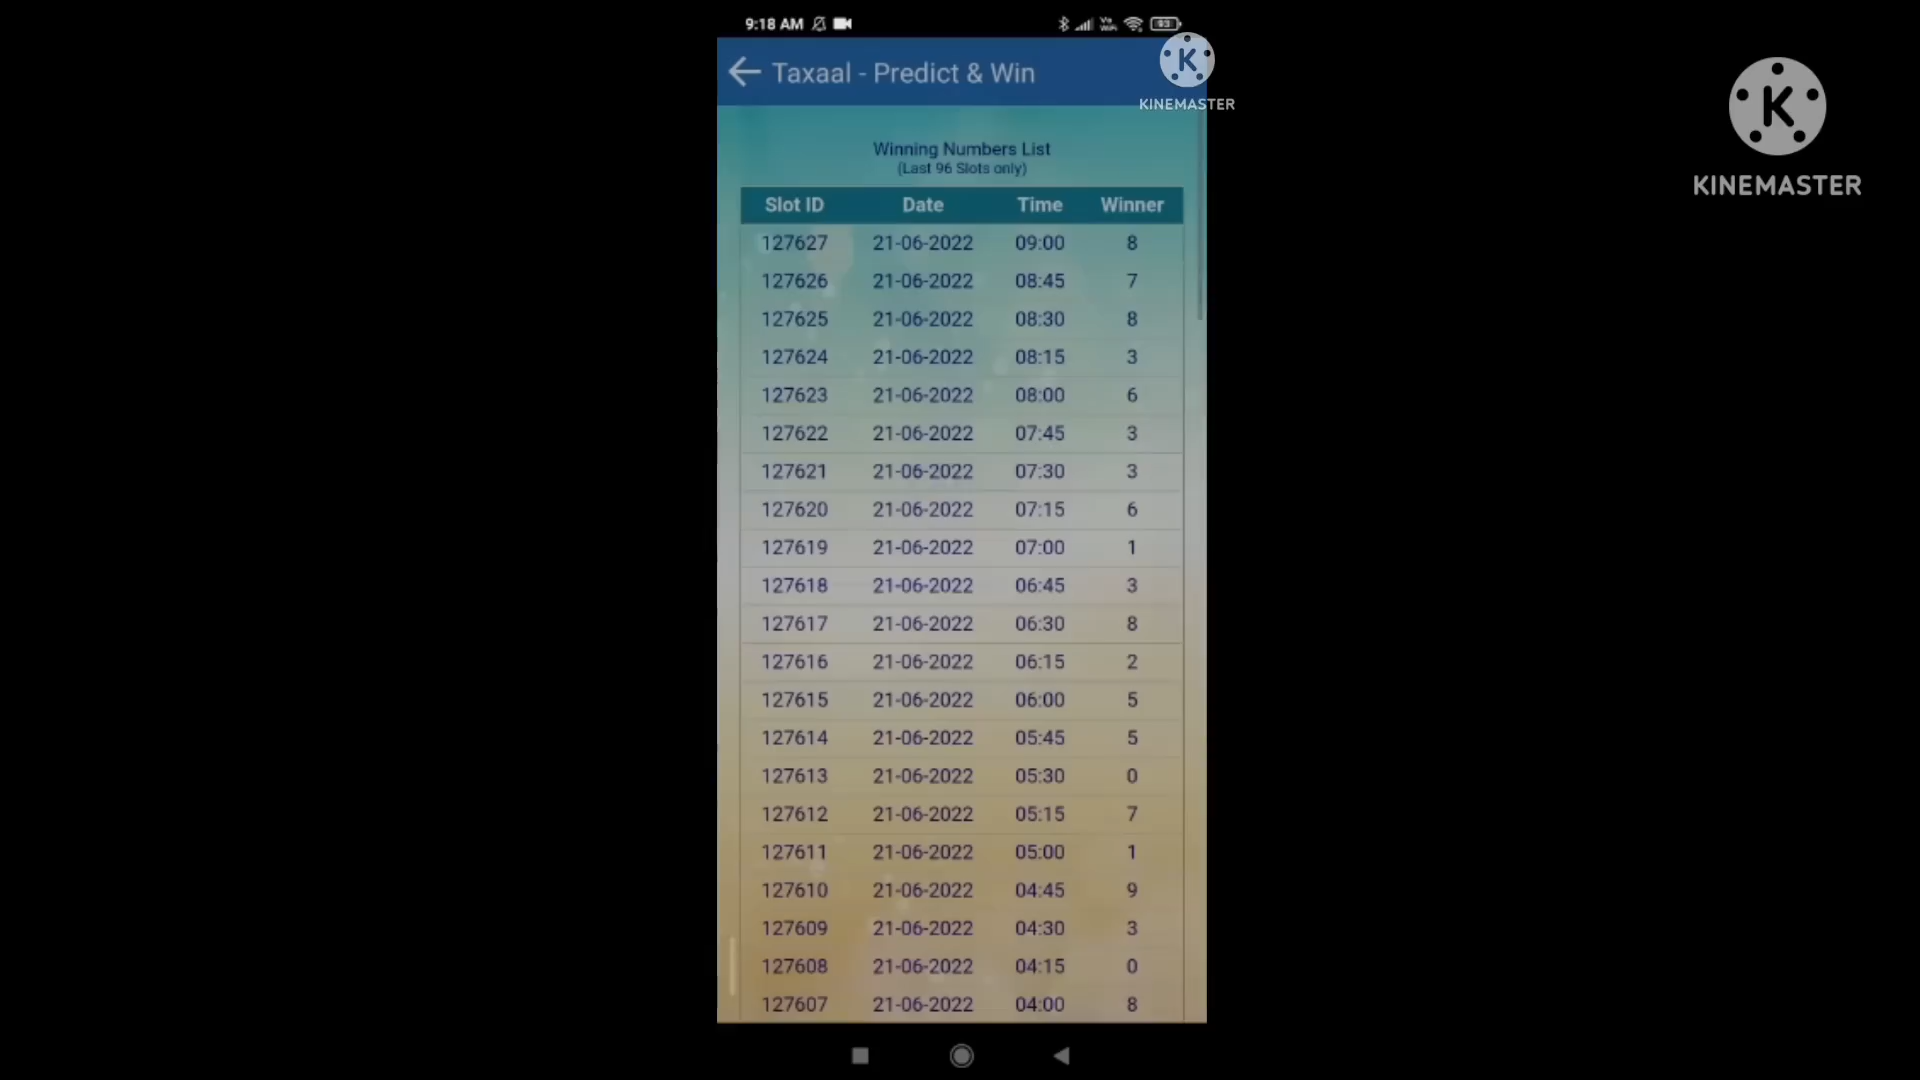 9:18 AM
Vo WiFi
93
Taxaal - Predict & Win
K
KINEMASTER
K
KINEMASTER
Winning Numbers List
(Last 96 Slots only)
Slot ID Date Time Winner
127627 21-06-2022 09:00 8
127626 21-06-2022 08:45 7
127625 21-06-2022 08:30 8
127624 21-06-2022 08:15 3
127623 21-06-2022 08:00 6
127622 21-06-2022 07:45 3
127621 21-06-2022 07:30 3
127620 21-06-2022 07:15 6
127619 21-06-2022 07:00 1
127618 21-06-2022 06:45 3
127617 21-06-2022 06:30 8
127616 21-06-2022 06:15 2
127615 21-06-2022 06:00 5
127614 21-06-2022 05:45 5
127613 21-06-2022 05:30 0
127612 21-06-2022 05:15 7
127611 21-06-2022 05:00 1
127610 21-06-2022 04:45 9
127609 21-06-2022 04:30 3
127608 21-06-2022 04:15 0
127607 21-06-2022 04:00 8